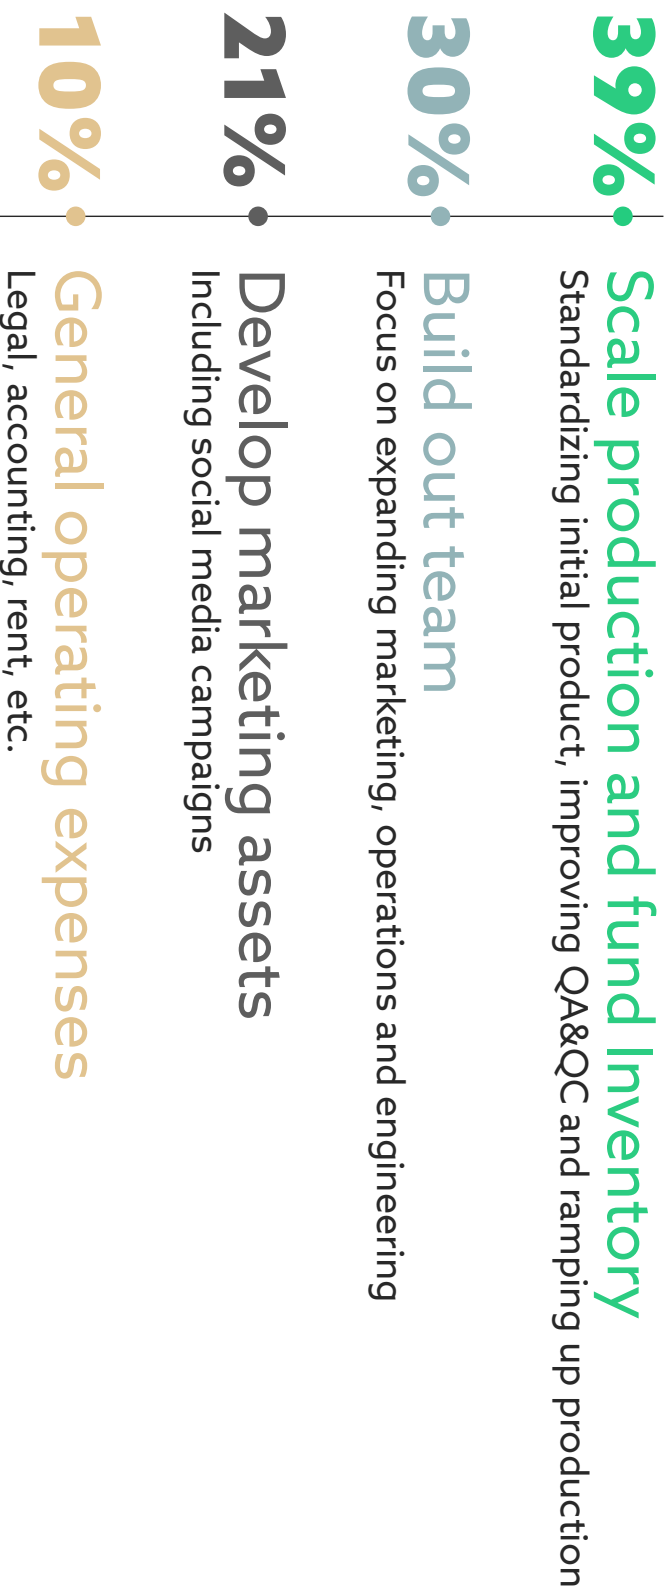 39%
Scale production and fund Inventory
Standardizing initial product, improving QA&QC and ramping up production
30%
Build out team
Focus on expanding marketing, operations and engineering
21%
Develop marketing assets
Including social media campaigns
10%
General operating expenses
Legal, accounting, rent, etc.